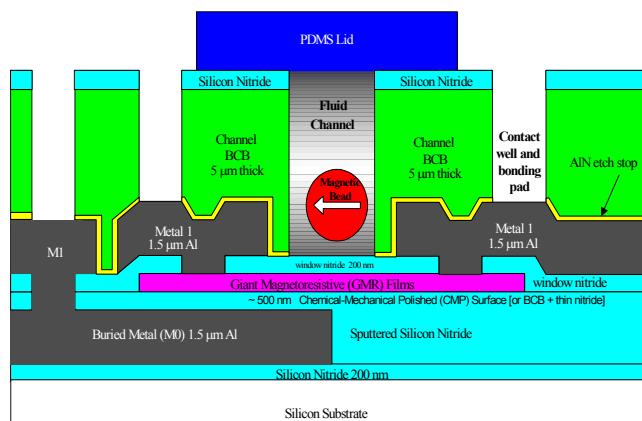 PDMS Lid
Silicon Nitride
Silicon Nitride
Fluid
Channel
Channel
BCB
5 μm thick
Channel
BCB
5 μm thick
Contact
well and
bonding
pad
AlN etch stop
Magnetic
Bead
M1
Metal 1
1.5 μm Al
Metal 1
1.5 μm Al
window nitride 200 nm
Giant Magnetoresistive (GMR) Films
window nitride
~ 500 nm Chemical-Mechanical Polished (CMP) Surface [or BCB + thin nitride]
Buried Metal (M0) 1.5 μm Al
Sputtered Silicon Nitride
Silicon Nitride 200 nm
Silicon Substrate